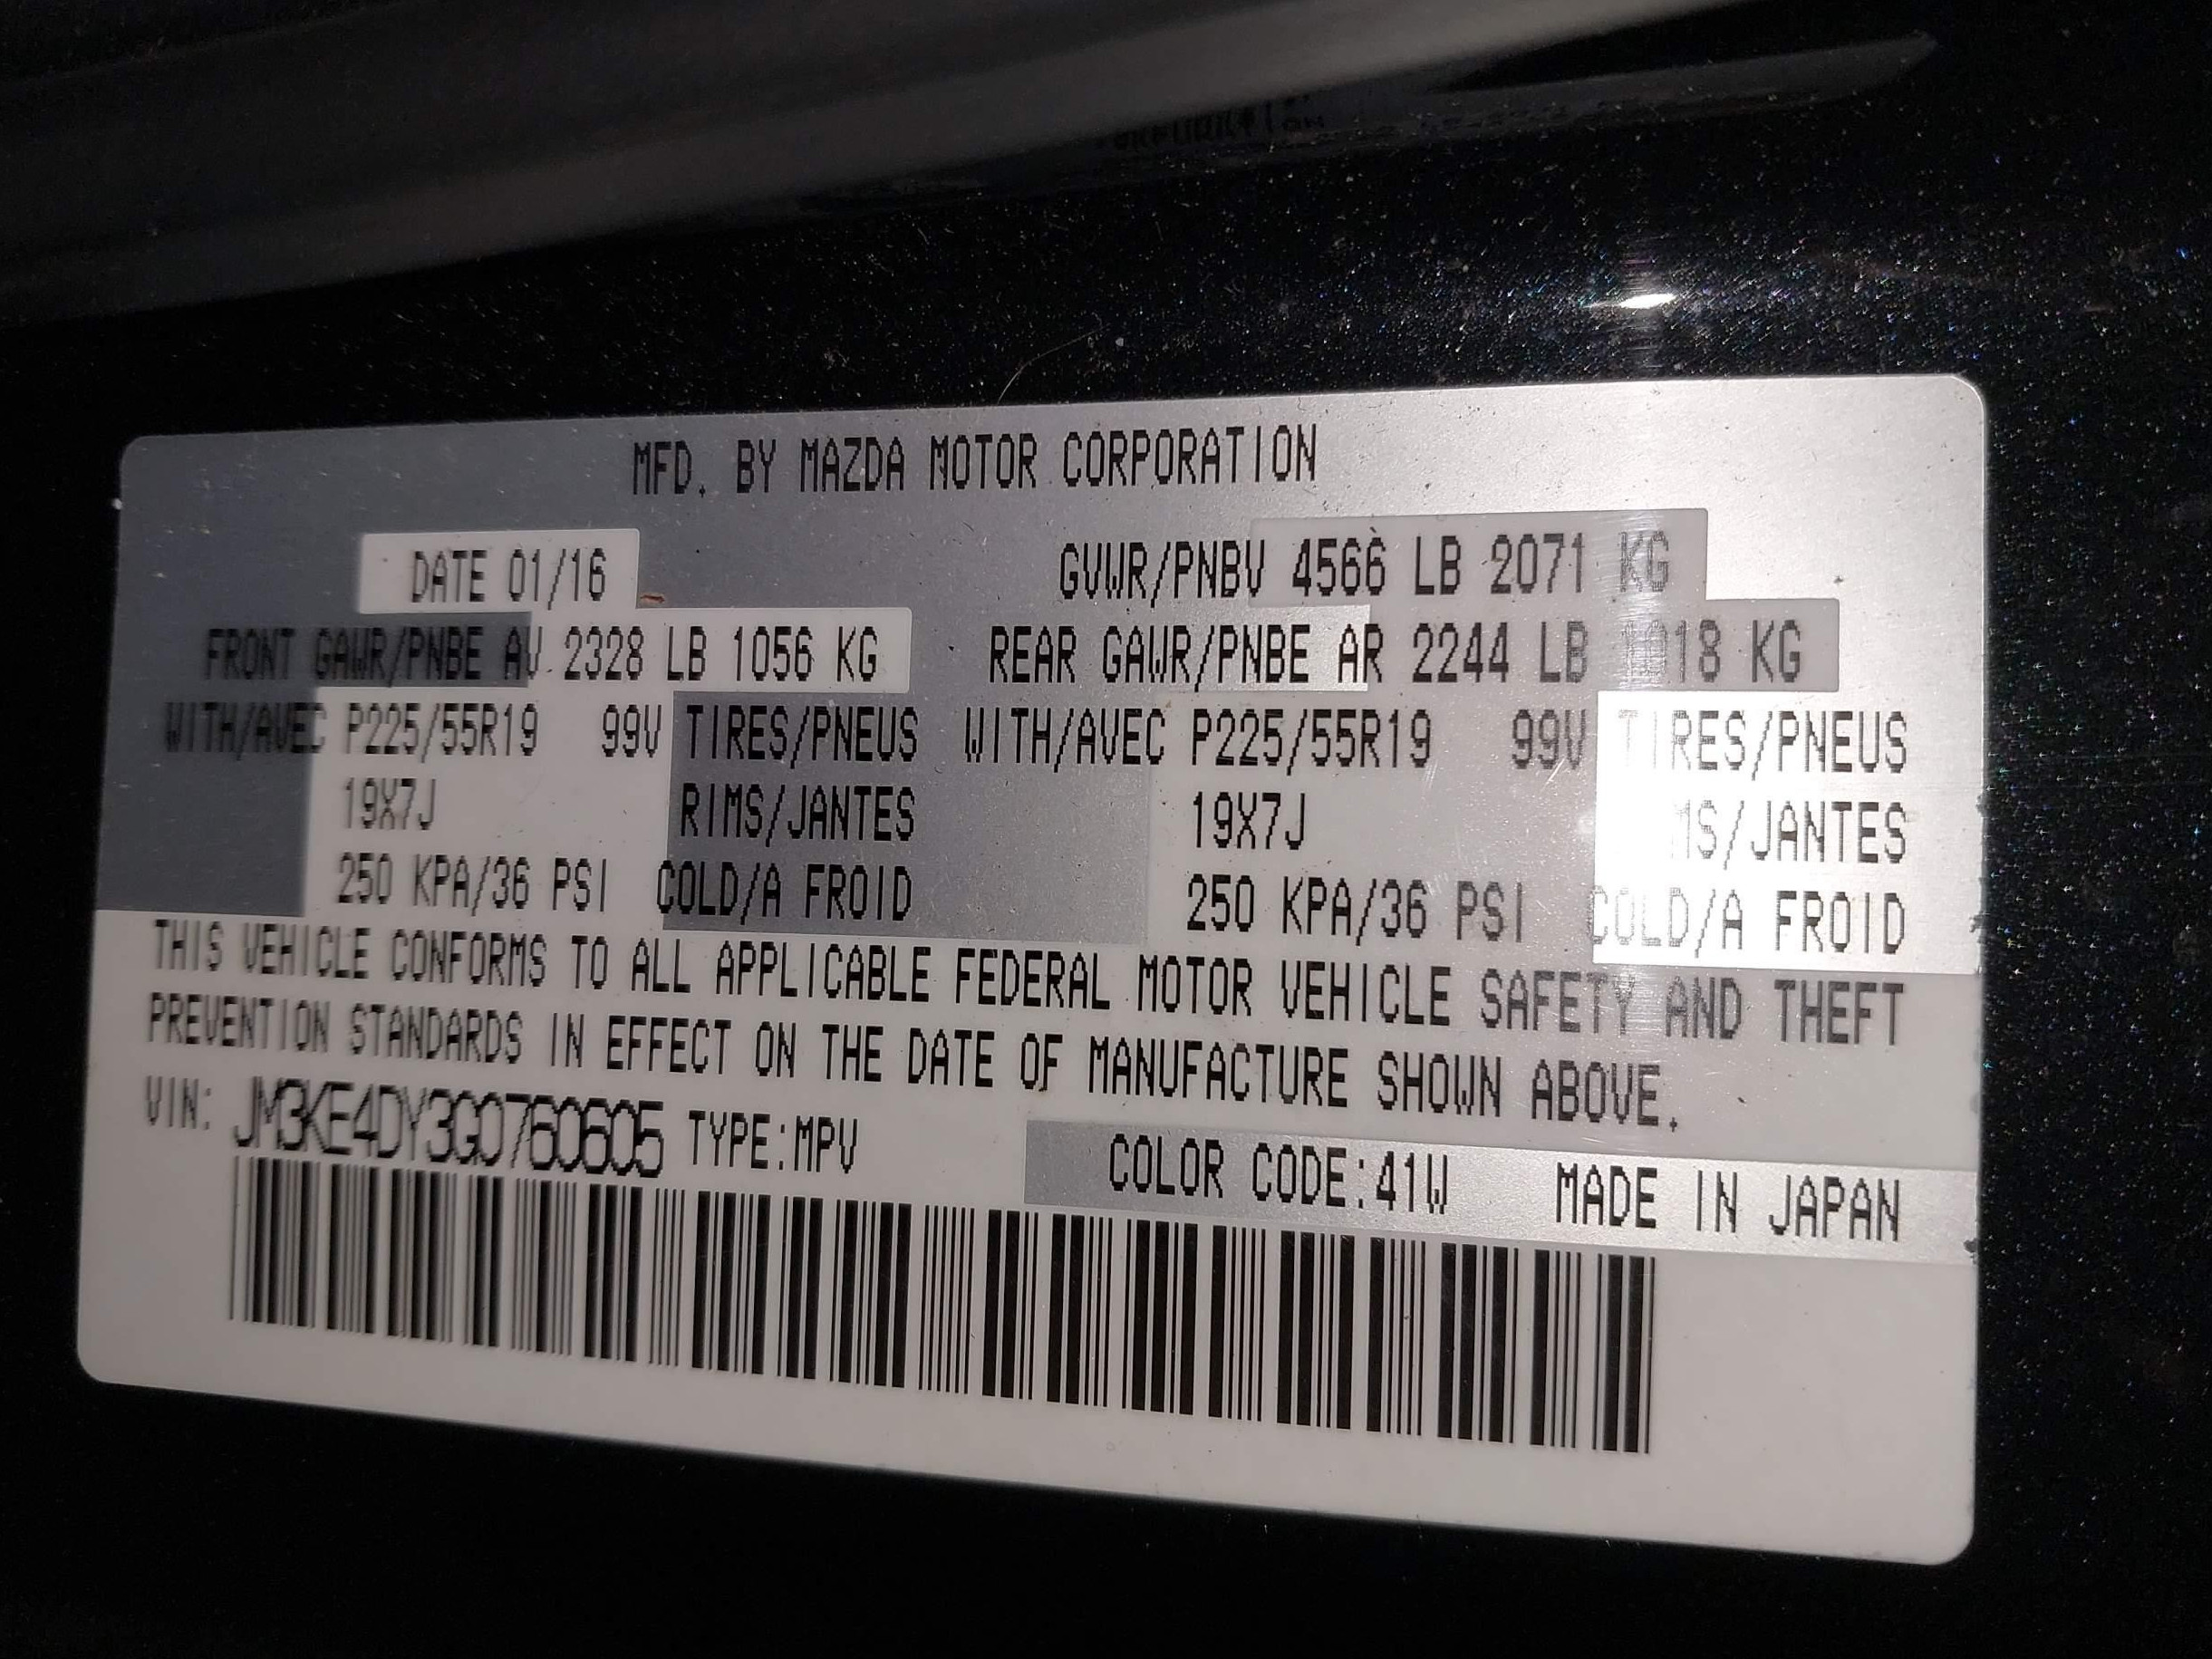 MFD. BY MAZDA MOTOR CORPORATION
DATE 01/16 GVWR/PNBV 4566 LB 2071 KG
FRONT GAWR/PNBE AV 2328 LB 1056 KG REAR GAWR/PNBE AR 2244 LB 1018 KG
WITH/AVEC P225/55R19 99V TIRES/PNEUS WITH/AVEC P225/55R19 99V TIRES/PNEUS
19X7J RIMS/JANTES 19X7J MS/JANTES
250 KPA/36 PSI COLD/A FROID 250 KPA/36 PSI COLD/A FROID
THIS VEHICLE CONFORMS TO ALL APPLICABLE FEDERAL MOTOR VEHICLE SAFETY AND THEFT
PREVENTION STANDARDS IN EFFECT ON THE DATE OF MANUFACTURE SHOWN ABOVE.
VIN: JM3KE4DY3G0760605 TYPE:MPV COLOR CODE:41W MADE IN JAPAN